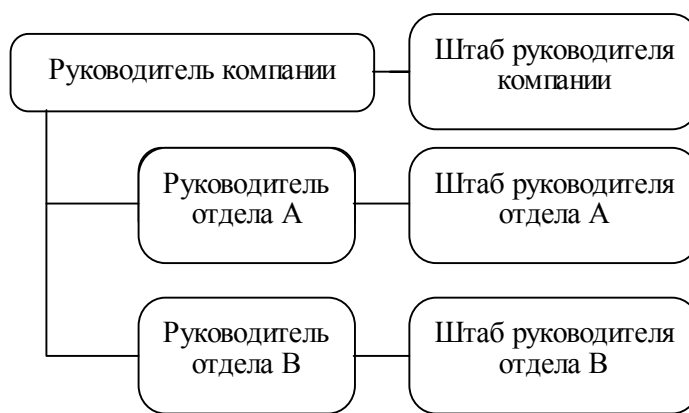 Руководитель компании
Штаб руководителя
компании
Руководитель
отдела А
Штаб руководителя
отдела А
Руководитель
отдела В
Штаб руководителя
отдела В